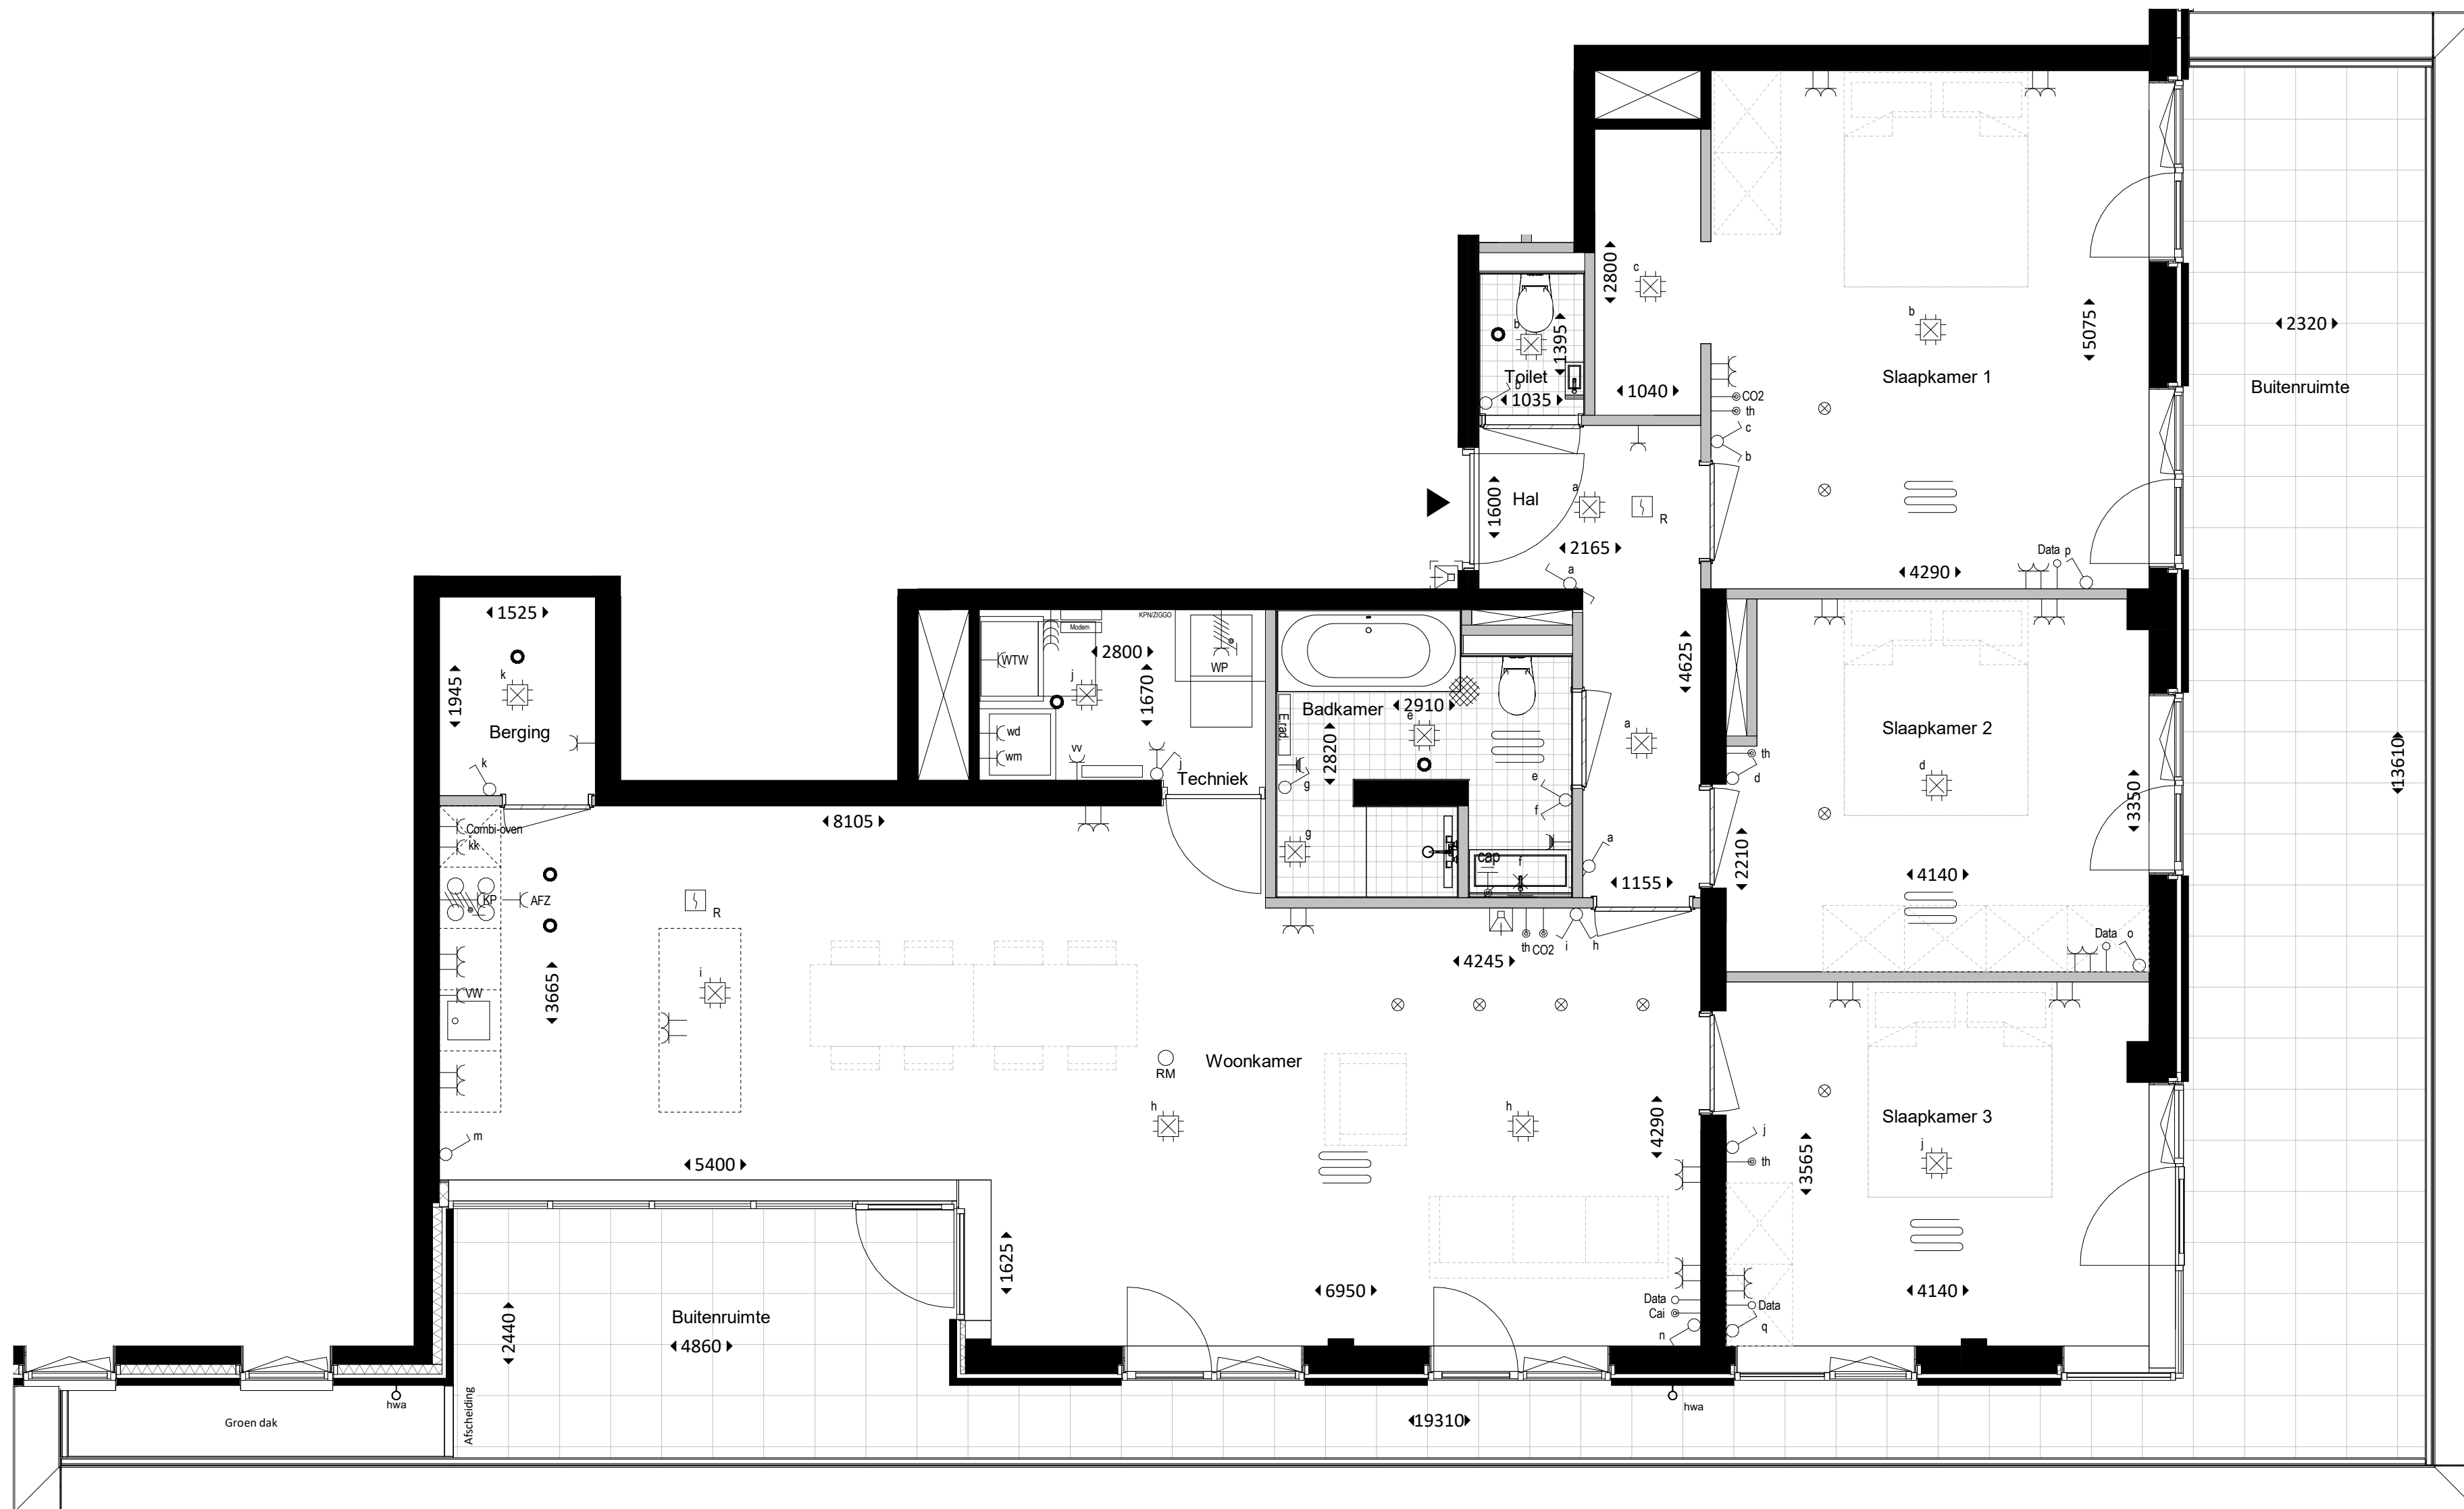 2800
c
b
5075
2320
b
1395
Toilet
b
1035
1040
Slaapkamer 1
Buitenruimte
CO2
th
c
b
1600
Hal
a
R
2165
a
Data p
4290
1525
k
1945
Berging
k
KPN/ZIGGO
Modem
WTW
2800
j
1670
WP
wd
wm
vv
j
Techniek
Badkamer
2910
e
E.rad.
2820
g
e
f
g
cap
f
4625
a
a
1155
Slaapkamer 2
th
d
d
3350
2210
4140
Data o
13610
8105
Combi-oven
kk
KP
AFZ
R
3665
i
VW
m
5400
4245
th CO2
i h
Woonkamer
RM
h
h
4290
Slaapkamer 3
j
th
j
3565
4140
1625
6950
Data
Cai
n
Data
q
2440
Buitenruimte
4860
hwa
Groen dak
Afscheiding
19310
hwa